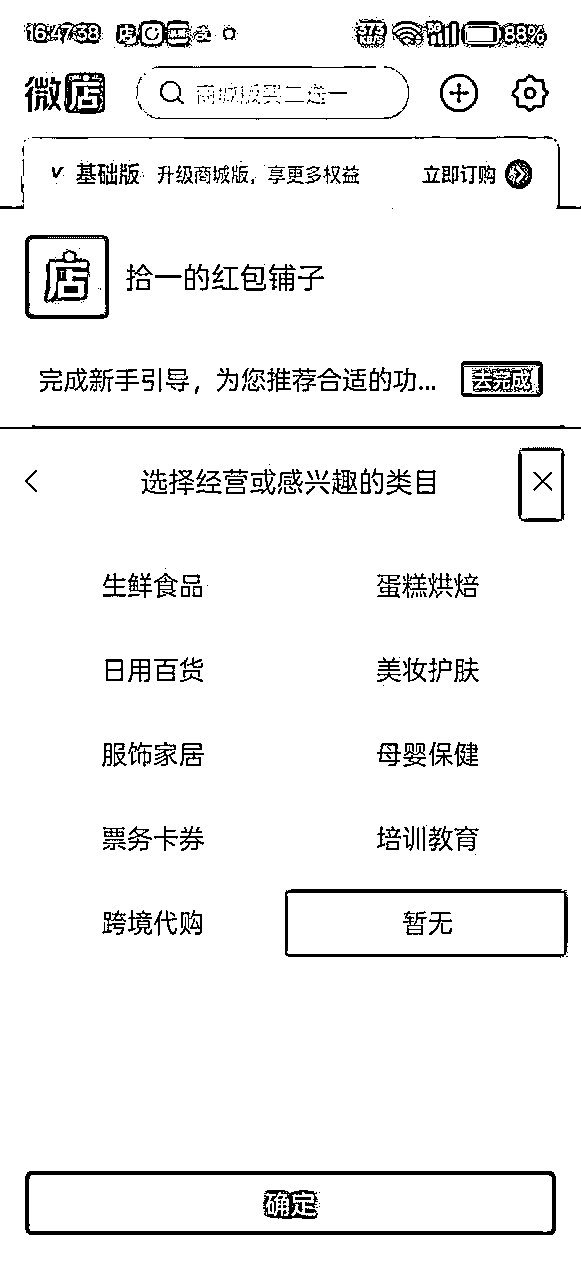 16:47:38 88%
微店 商城版买二送一
基础版 升级商城版，享更多权益 立即订购
店 拾一的红包铺子
完成新手引导，为您推荐合适的功... 去完成
选择经营或感兴趣的类目
生鲜食品 蛋糕烘焙
日用百货 美妆护肤
服饰家居 母婴保健
票务卡券 培训教育
跨境代购 暂无
确定